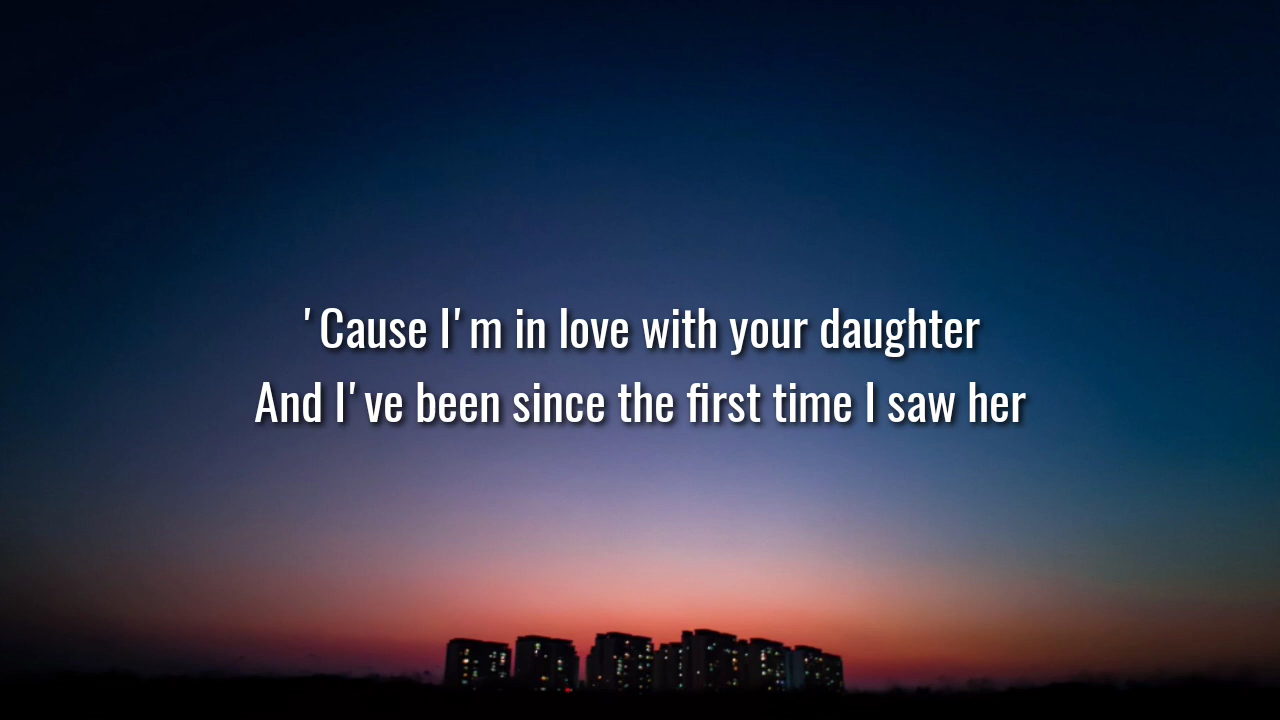 'Cause I'm in love with your daughter
And I've been since the first time I saw her